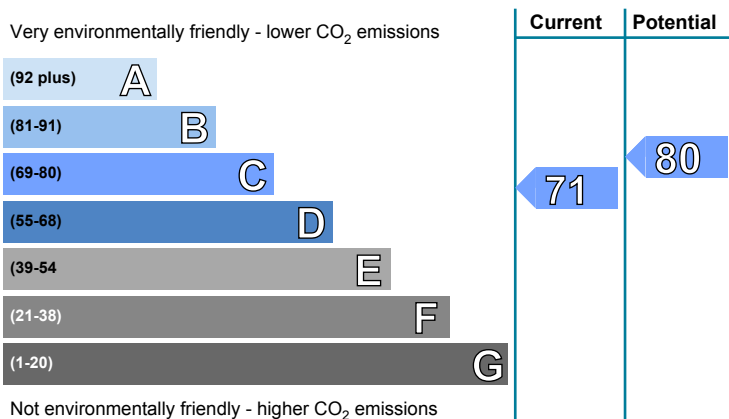 Current Potential
Very environmentally friendly - lower CO2 emissions
(92 plus) A
(81-91) B
(69-80) C
(55-68) D
(39-54 E
(21-38) F
(1-20) G
71
80
Not environmentally friendly - higher CO2 emissions